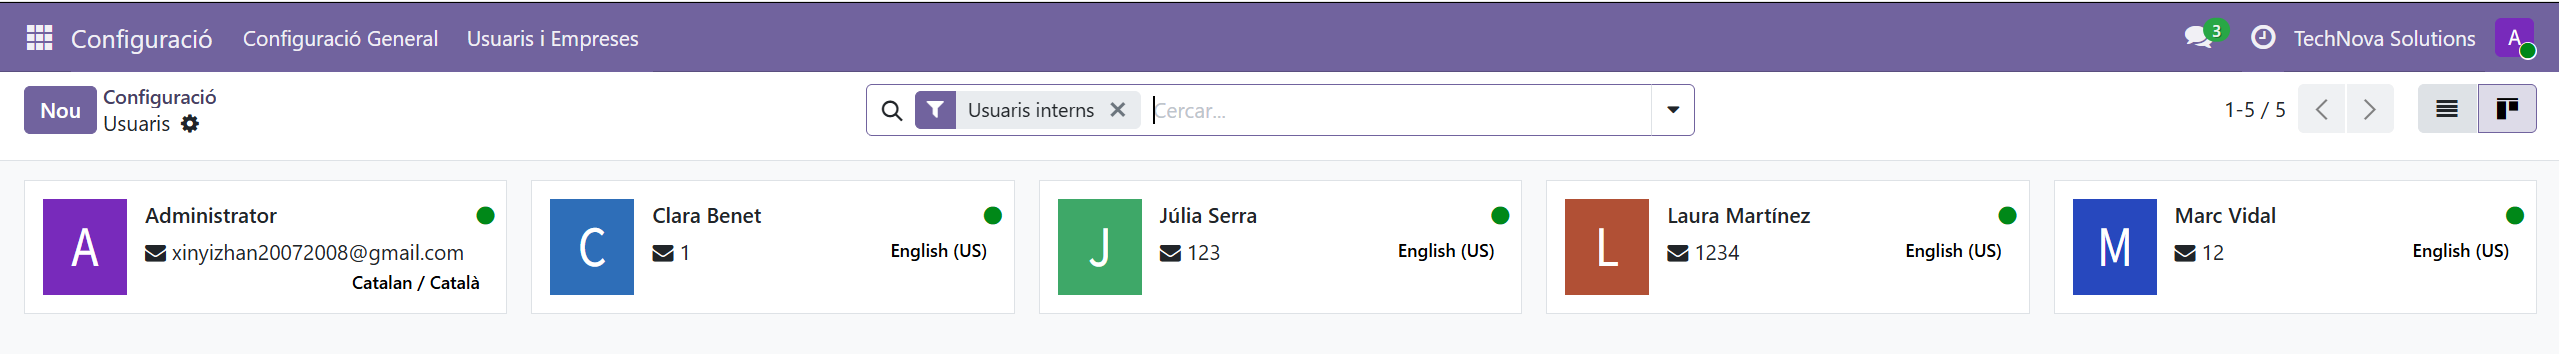 Configuració Configuració General Usuaris i Empreses 3 TechNova Solutions A
Nou Configuració Usuaris interns Cercar... 1-5 / 5
Usuaris
A Administrator
xinyizhan20072008@gmail.com
Catalan / Català
C Clara Benet
1 English (US)
J Júlia Serra
123 English (US)
L Laura Martínez
1234 English (US)
M Marc Vidal
12 English (US)